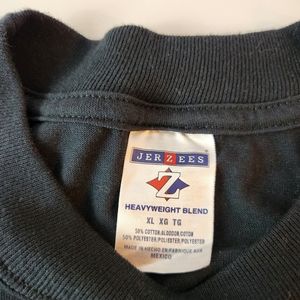 JERZEES
Z
HEAVYWEIGHT BLEND
XL XG TG
50% COTTON, ALGODON, COTON
50% POLYESTER, POLIESTER, POLYESTER
MADE IN HECHO EN FABRIQUE AUX
MEXICO